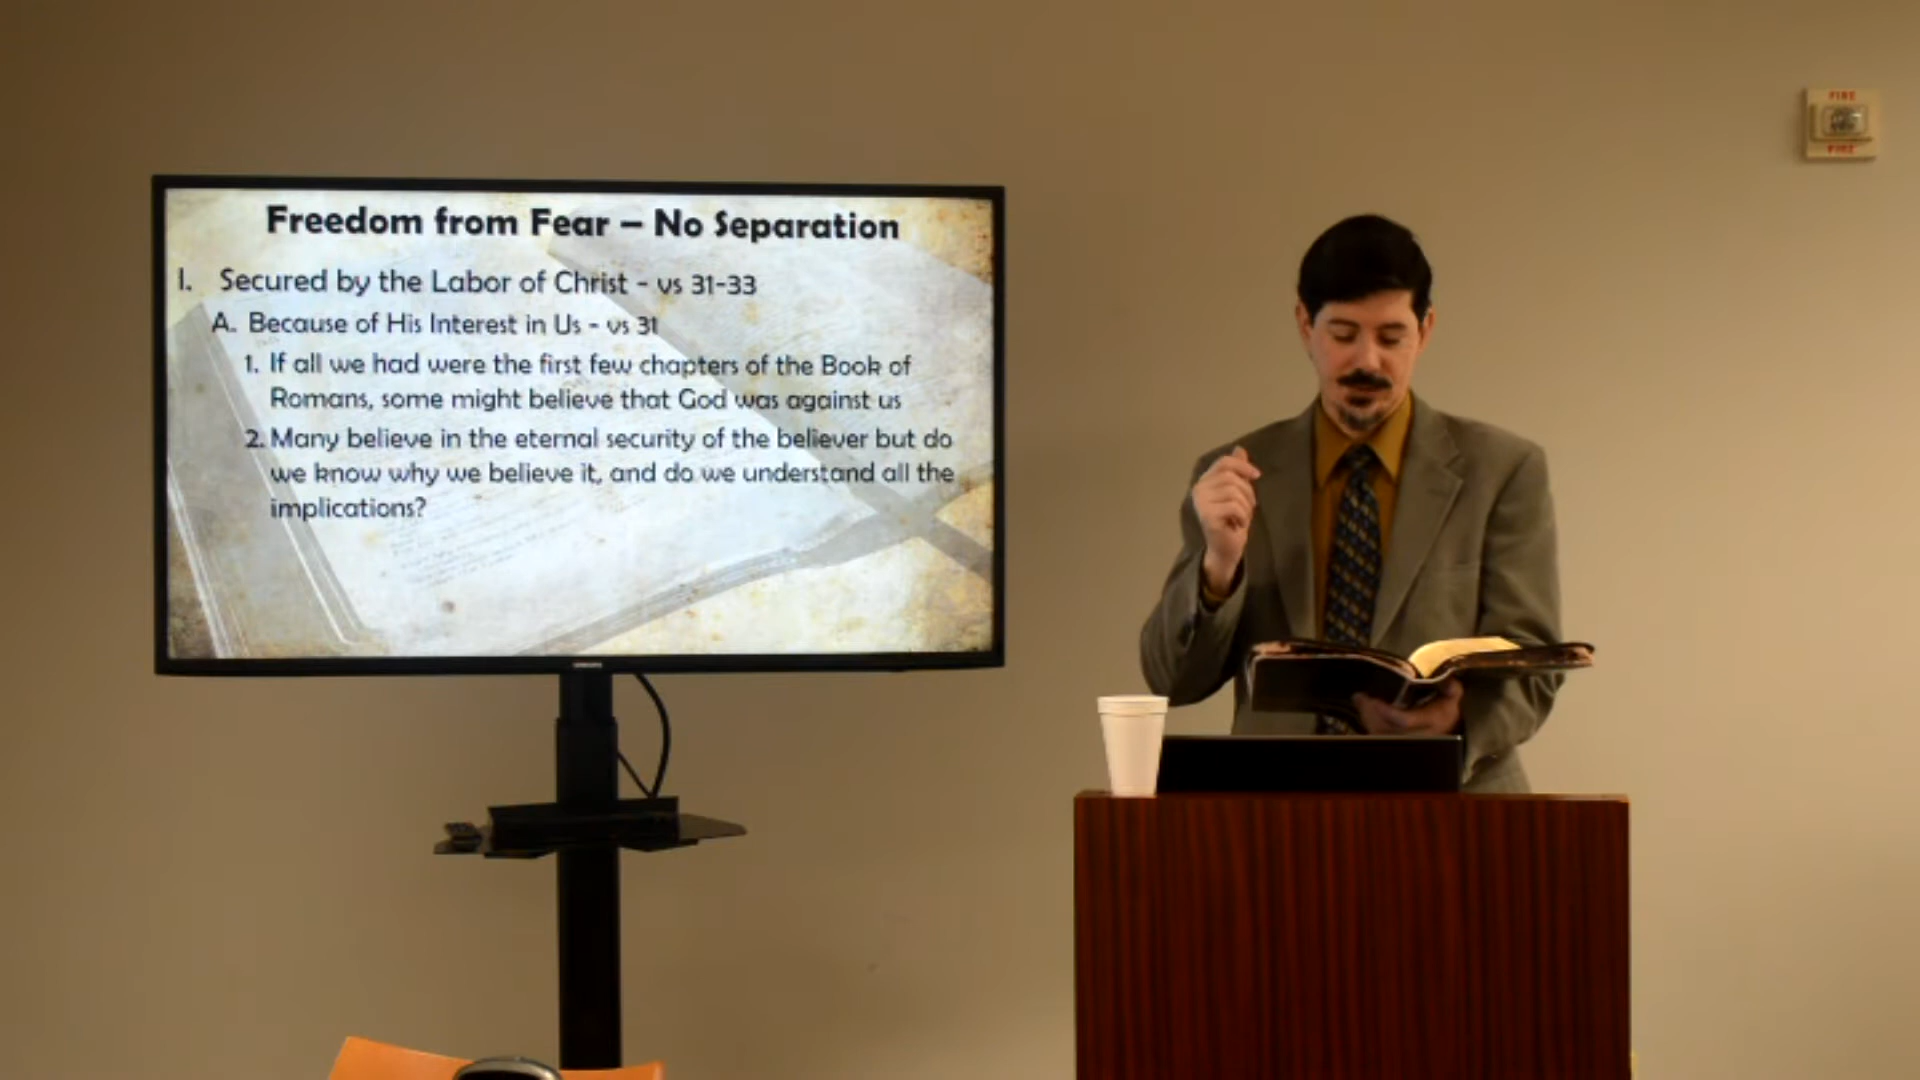 Freedom from Fear – No Separation
I. Secured by the Labor of Christ - vs 31-33
A. Because of His Interest in Us - vs 31
1. If all we had were the first few chapters of the Book of
Romans, some might believe that God was against us
2. Many believe in the eternal security of the believer but do
we know why we believe it, and do we understand all the
implications?
FIRE
FIRE